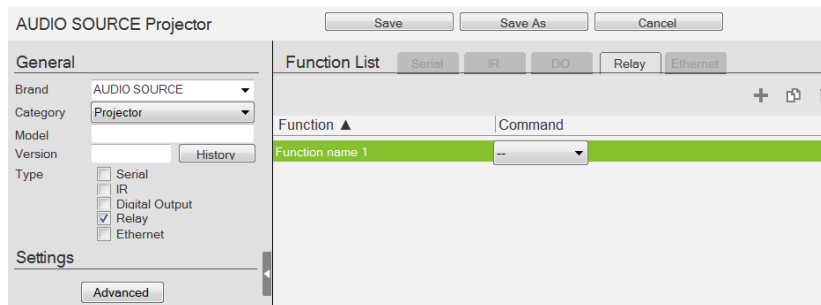 AUDIO SOURCE Projector
Save
Save As
Cancel
General
Brand
AUDIO SOURCE
Category
Projector
Model
Version
History
Type
Serial
IR
Digital Output
Relay
Ethernet
Settings
Advanced
Function List
Serial
IR
DO
Relay
Ethernet
Function ▲
Command
Function name 1
--